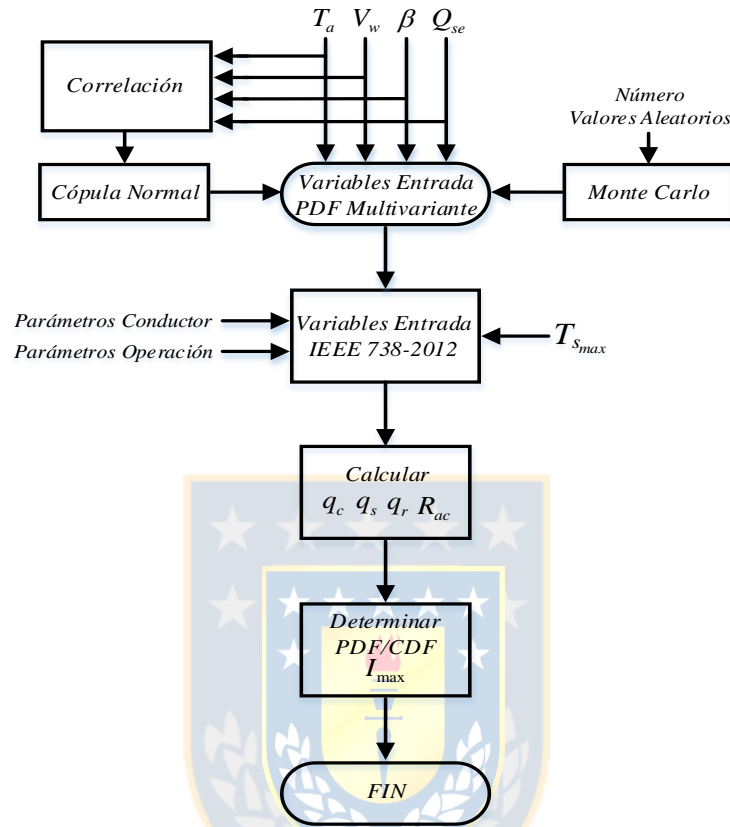 T_a V_w β Q_se
Correlación
Número
Valores Aleatorios
Cópula Normal
Variables Entrada
PDF Multivariante
Monte Carlo
Parámetros Conductor
Parámetros Operación
Variables Entrada
IEEE 738-2012
T_s_max
Calcular
q_c q_s q_r R_ac
Determinar
PDF/CDF
I_max
FIN